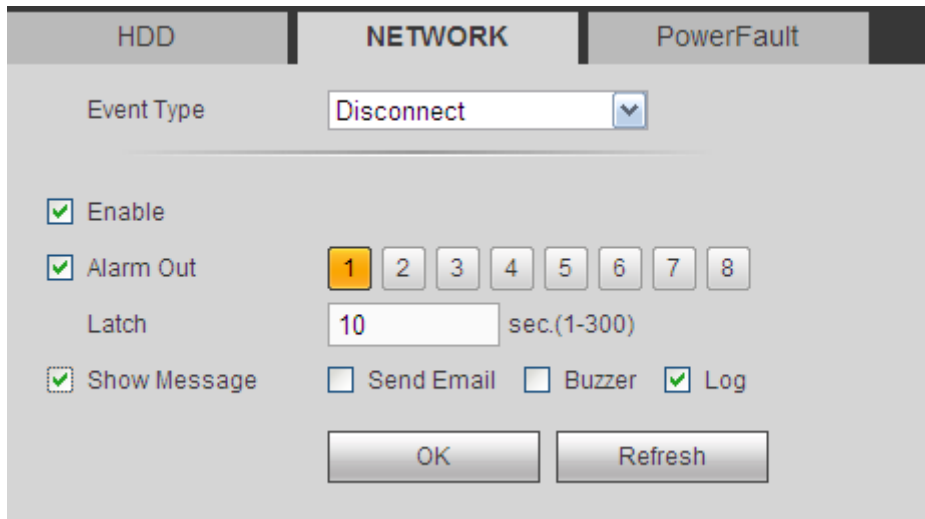 HDD NETWORK PowerFault
Event Type Disconnect
Enable
Alarm Out 1 2 3 4 5 6 7 8
Latch 10 sec.(1-300)
Show Message Send Email Buzzer Log
OK Refresh